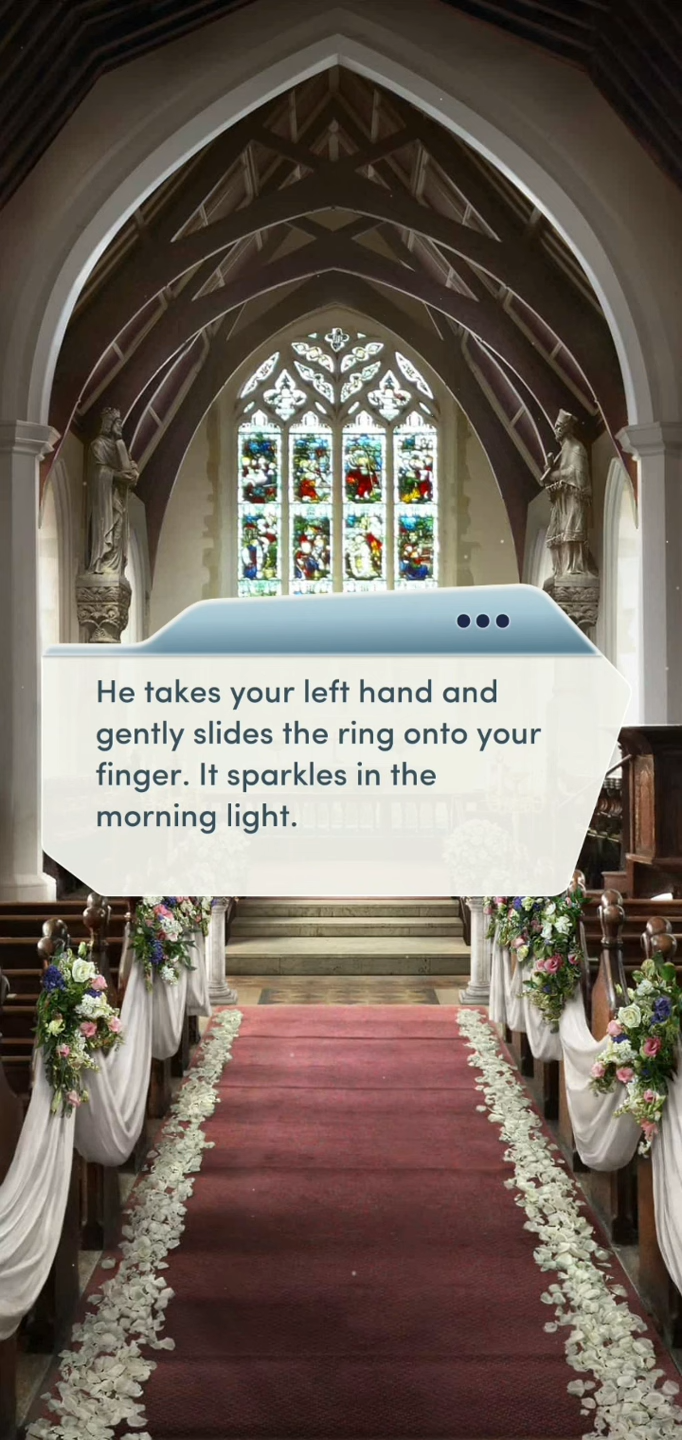 He takes your left hand and
gently slides the ring onto your
finger. It sparkles in the
morning light.